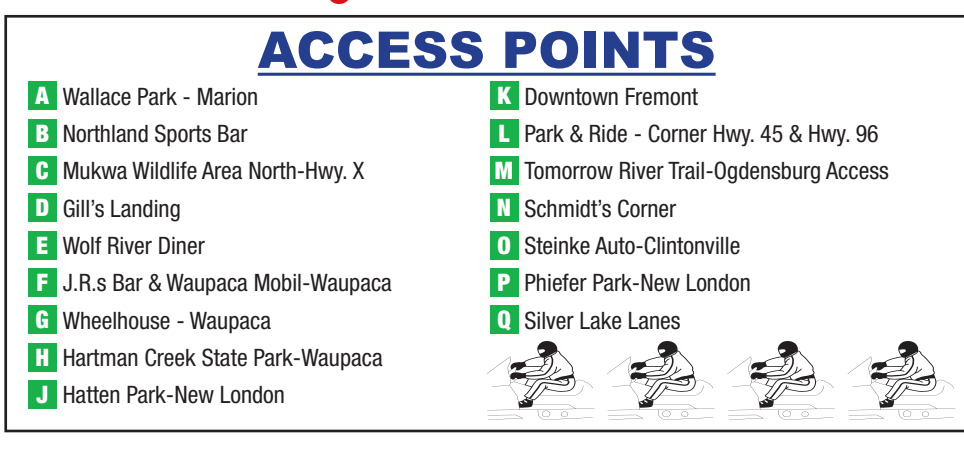 ACCESS POINTS
A Wallace Park - Marion
B Northland Sports Bar
C Mukwa Wildlife Area North-Hwy. X
D Gill's Landing
E Wolf River Diner
F J.R.s Bar & Waupaca Mobil-Waupaca
G Wheelhouse - Waupaca
H Hartman Creek State Park-Waupaca
J Hatten Park-New London
K Downtown Fremont
L Park & Ride - Corner Hwy. 45 & Hwy. 96
M Tomorrow River Trail-Ogdensburg Access
N Schmidt's Corner
O Steinke Auto-Clintonville
P Phiefer Park-New London
Q Silver Lake Lanes